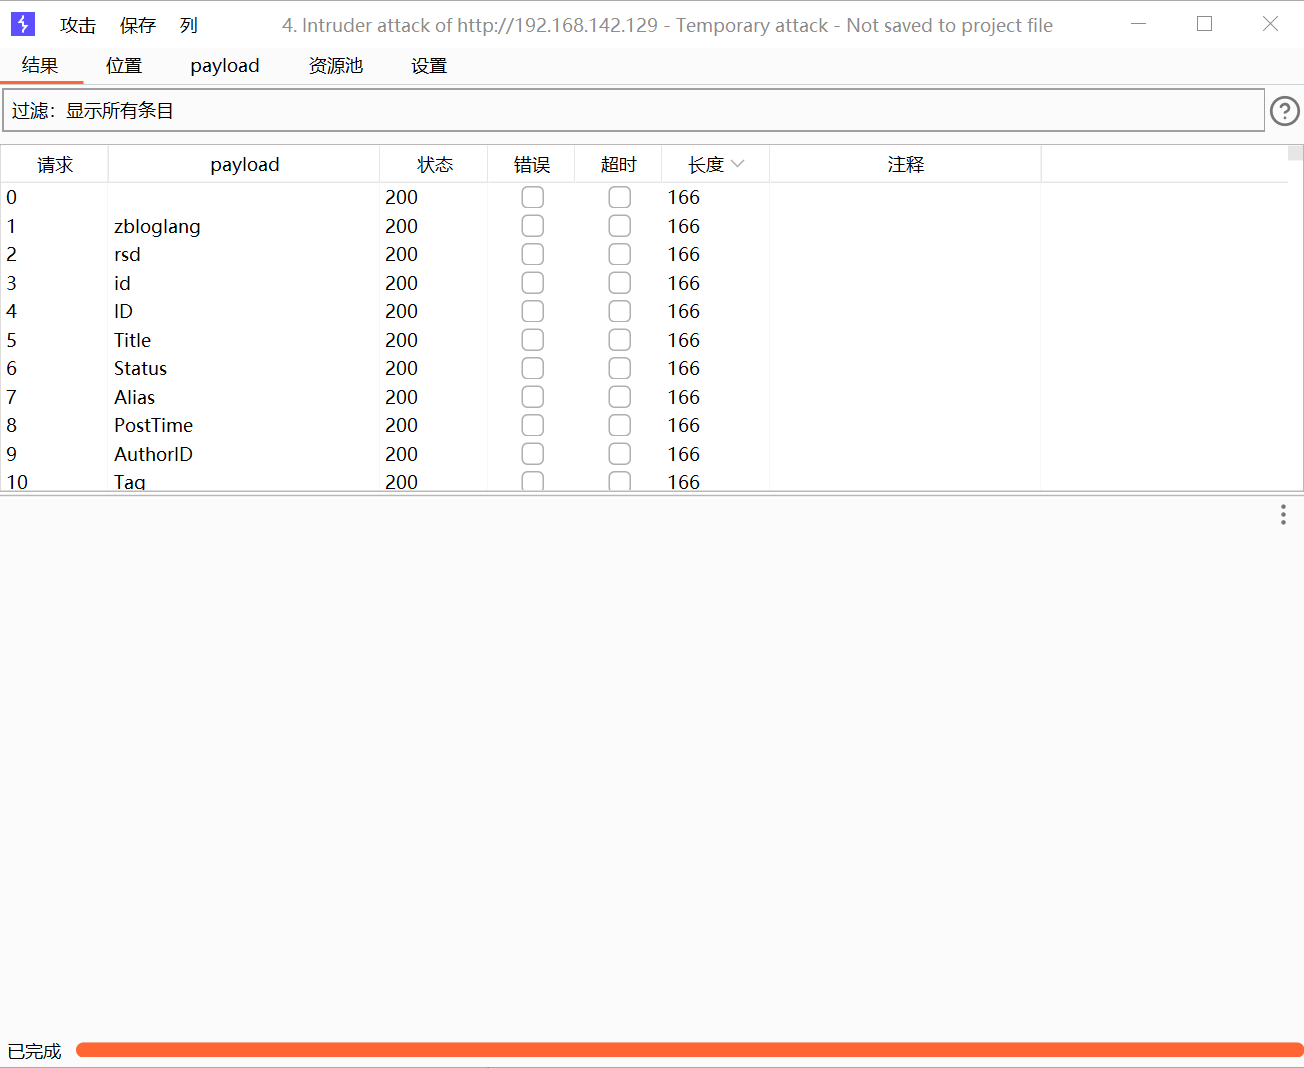 攻击 保存 列 4. Intruder attack of http://192.168.142.129 - Temporary attack - Not saved to project file
结果 位置 payload 资源池 设置
过滤：显示所有条目
请求 payload 状态 错误 超时 长度 注释
0 200 166
1 zbloglang 200 166
2 rsd 200 166
3 id 200 166
4 ID 200 166
5 Title 200 166
6 Status 200 166
7 Alias 200 166
8 PostTime 200 166
9 AuthorID 200 166
10 Tag 200 166
已完成